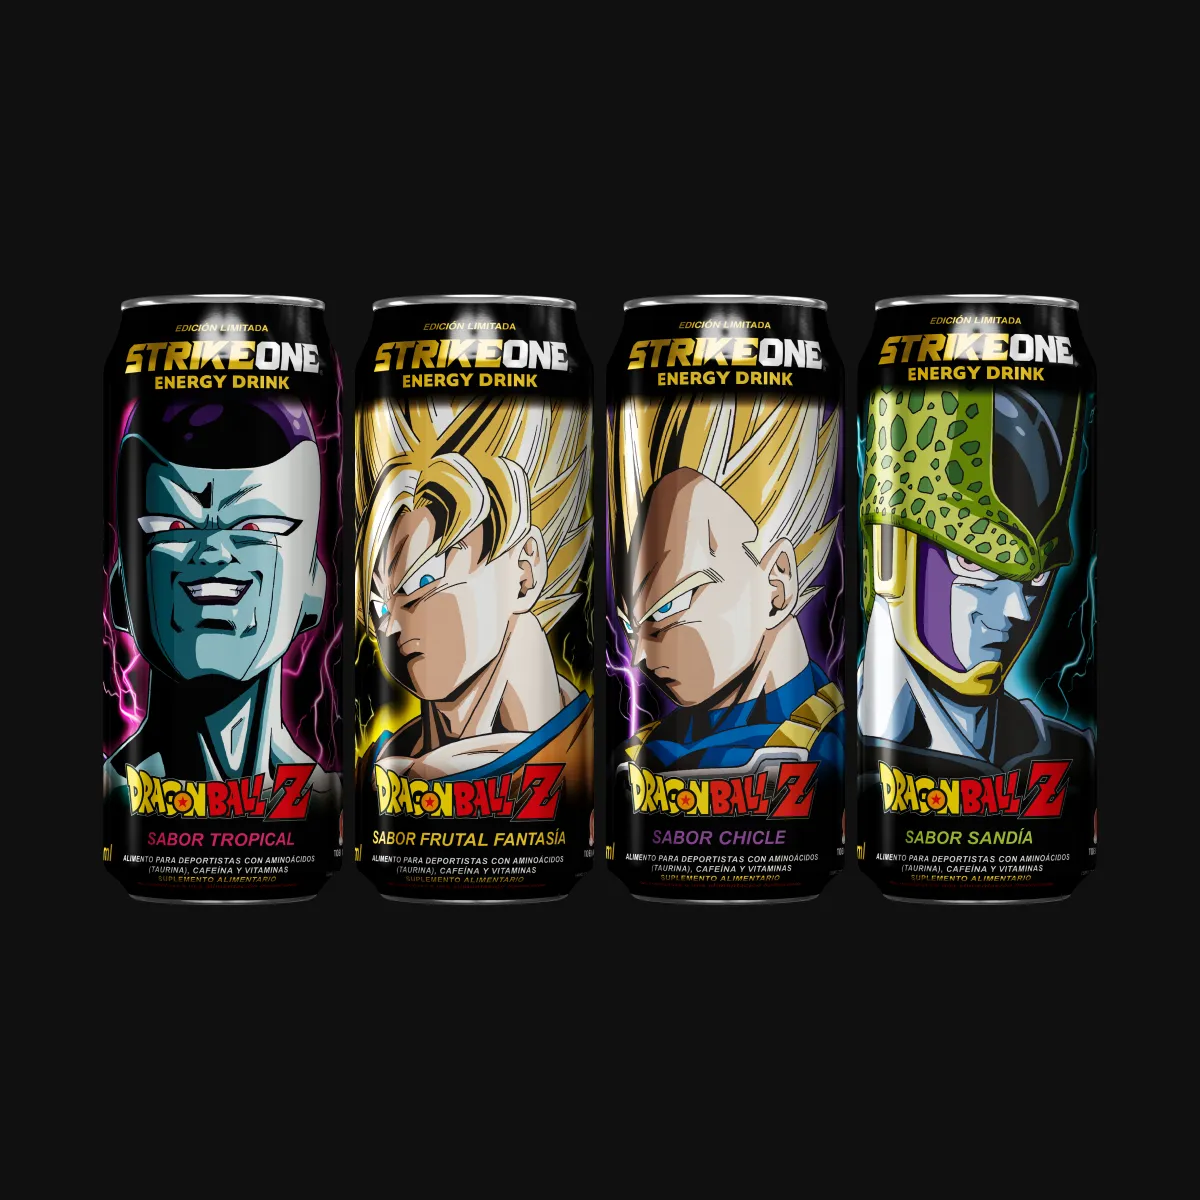 EDICIÓN LIMITADA
STRIKEONE
ENERGY DRINK
DRAGON BALL Z
SABOR TROPICAL
ml
ALIMENTO PARA DEPORTISTAS CON AMINOÁCIDOS
(TAURINA), CAFEÍNA Y VITAMINAS
SUPLEMENTO ALIMENTARIO
EDICIÓN LIMITADA
STRIKEONE
ENERGY DRINK
DRAGON BALL Z
SABOR FRUTAL FANTASÍA
ml
ALIMENTO PARA DEPORTISTAS CON AMINOÁCIDOS
(TAURINA), CAFEÍNA Y VITAMINAS
SUPLEMENTO ALIMENTARIO
EDICIÓN LIMITADA
STRIKEONE
ENERGY DRINK
DRAGON BALL Z
SABOR CHICLE
ml
ALIMENTO PARA DEPORTISTAS CON AMINOÁCIDOS
(TAURINA), CAFEÍNA Y VITAMINAS
SUPLEMENTO ALIMENTARIO
EDICIÓN LIMITADA
STRIKEONE
ENERGY DRINK
DRAGON BALL Z
SABOR SANDÍA
ml
ALIMENTO PARA DEPORTISTAS CON AMINOÁCIDOS
(TAURINA), CAFEÍNA Y VITAMINAS
SUPLEMENTO ALIMENTARIO